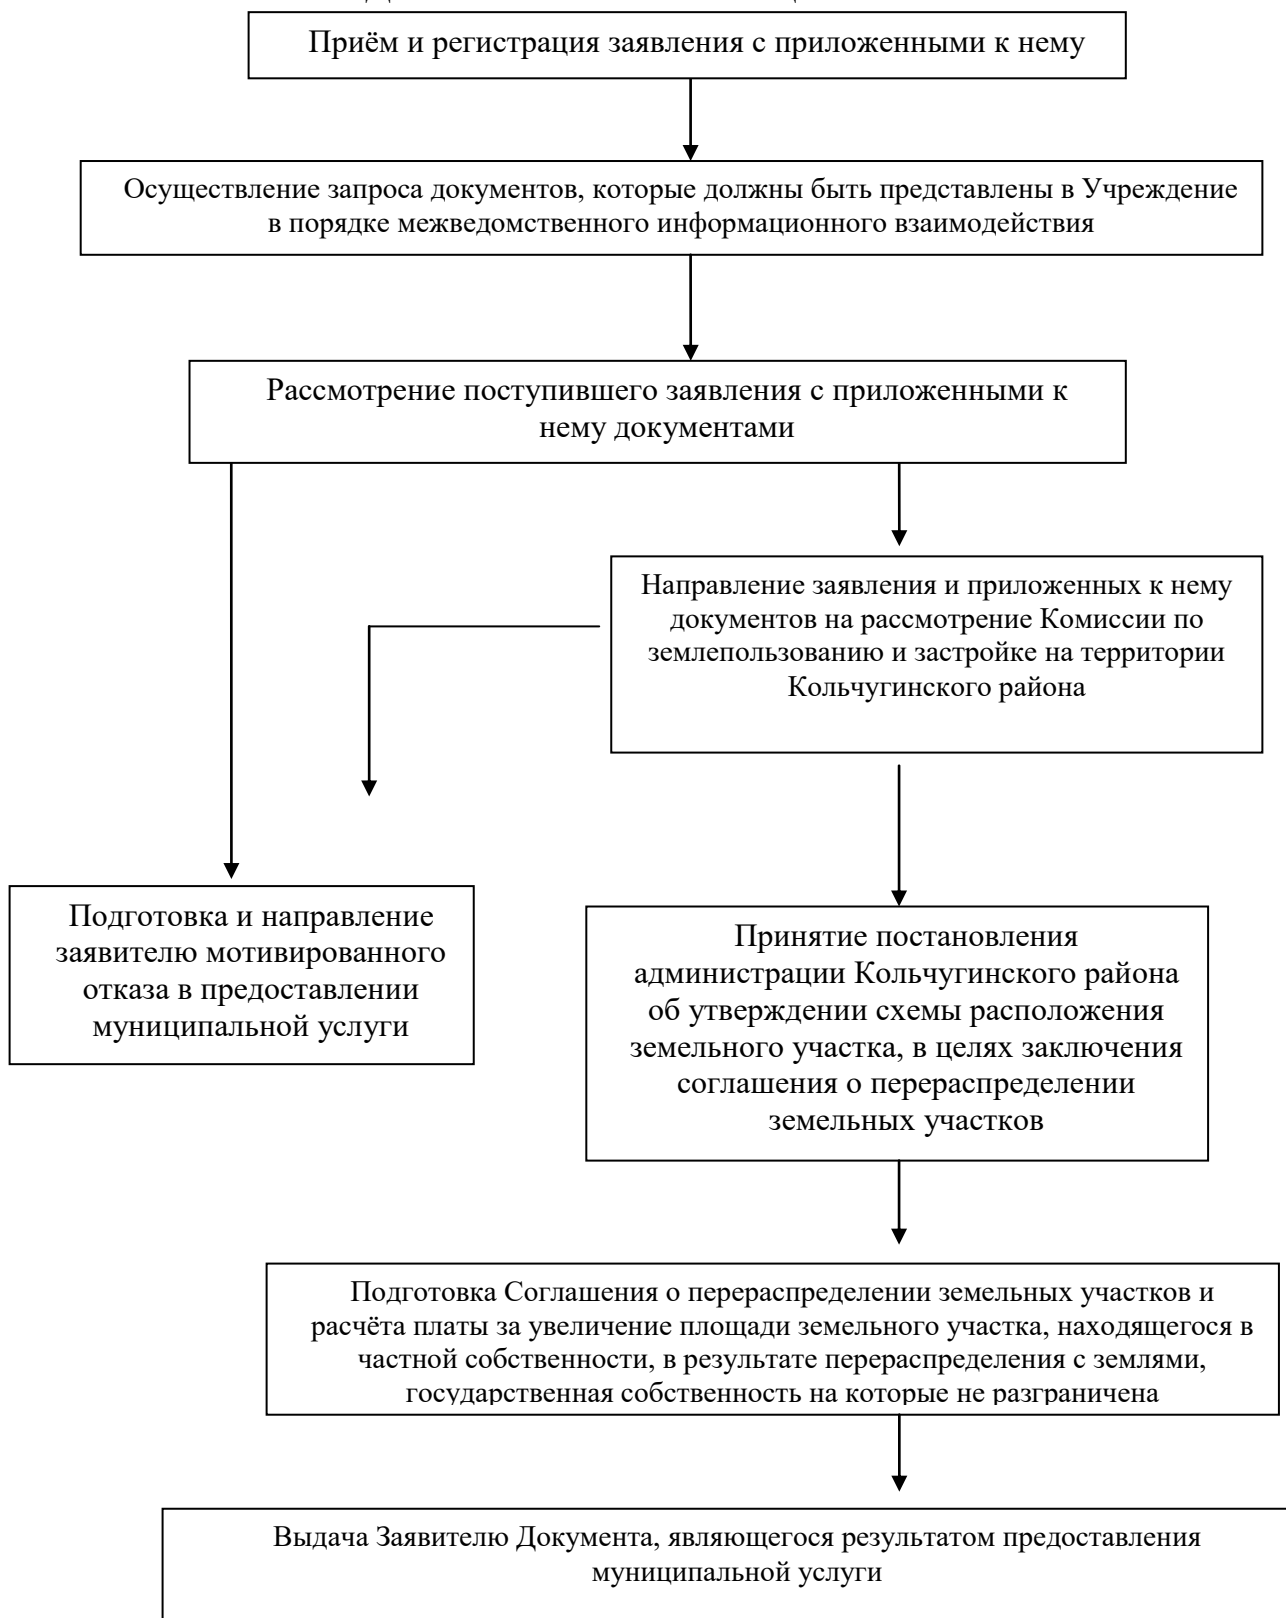 Приём и регистрация заявления с приложенными к нему
Осуществление запроса документов, которые должны быть представлены в Учреждение
в порядке межведомственного информационного взаимодействия
Рассмотрение поступившего заявления с приложенными к
нему документами
Направление заявления и приложенных к нему
документов на рассмотрение Комиссии по
землепользованию и застройке на территории
Кольчугинского района
Подготовка и направление
заявителю мотивированного
отказа в предоставлении
муниципальной услуги
Принятие постановления
администрации Кольчугинского района
об утверждении схемы расположения
земельного участка, в целях заключения
соглашения о перераспределении
земельных участков
Подготовка Соглашения о перераспределении земельных участков и
расчёта платы за увеличение площади земельного участка, находящегося в
частной собственности, в результате перераспределения с землями,
государственная собственность на которые не разграничена
Выдача Заявителю Документа, являющегося результатом предоставления
муниципальной услуги